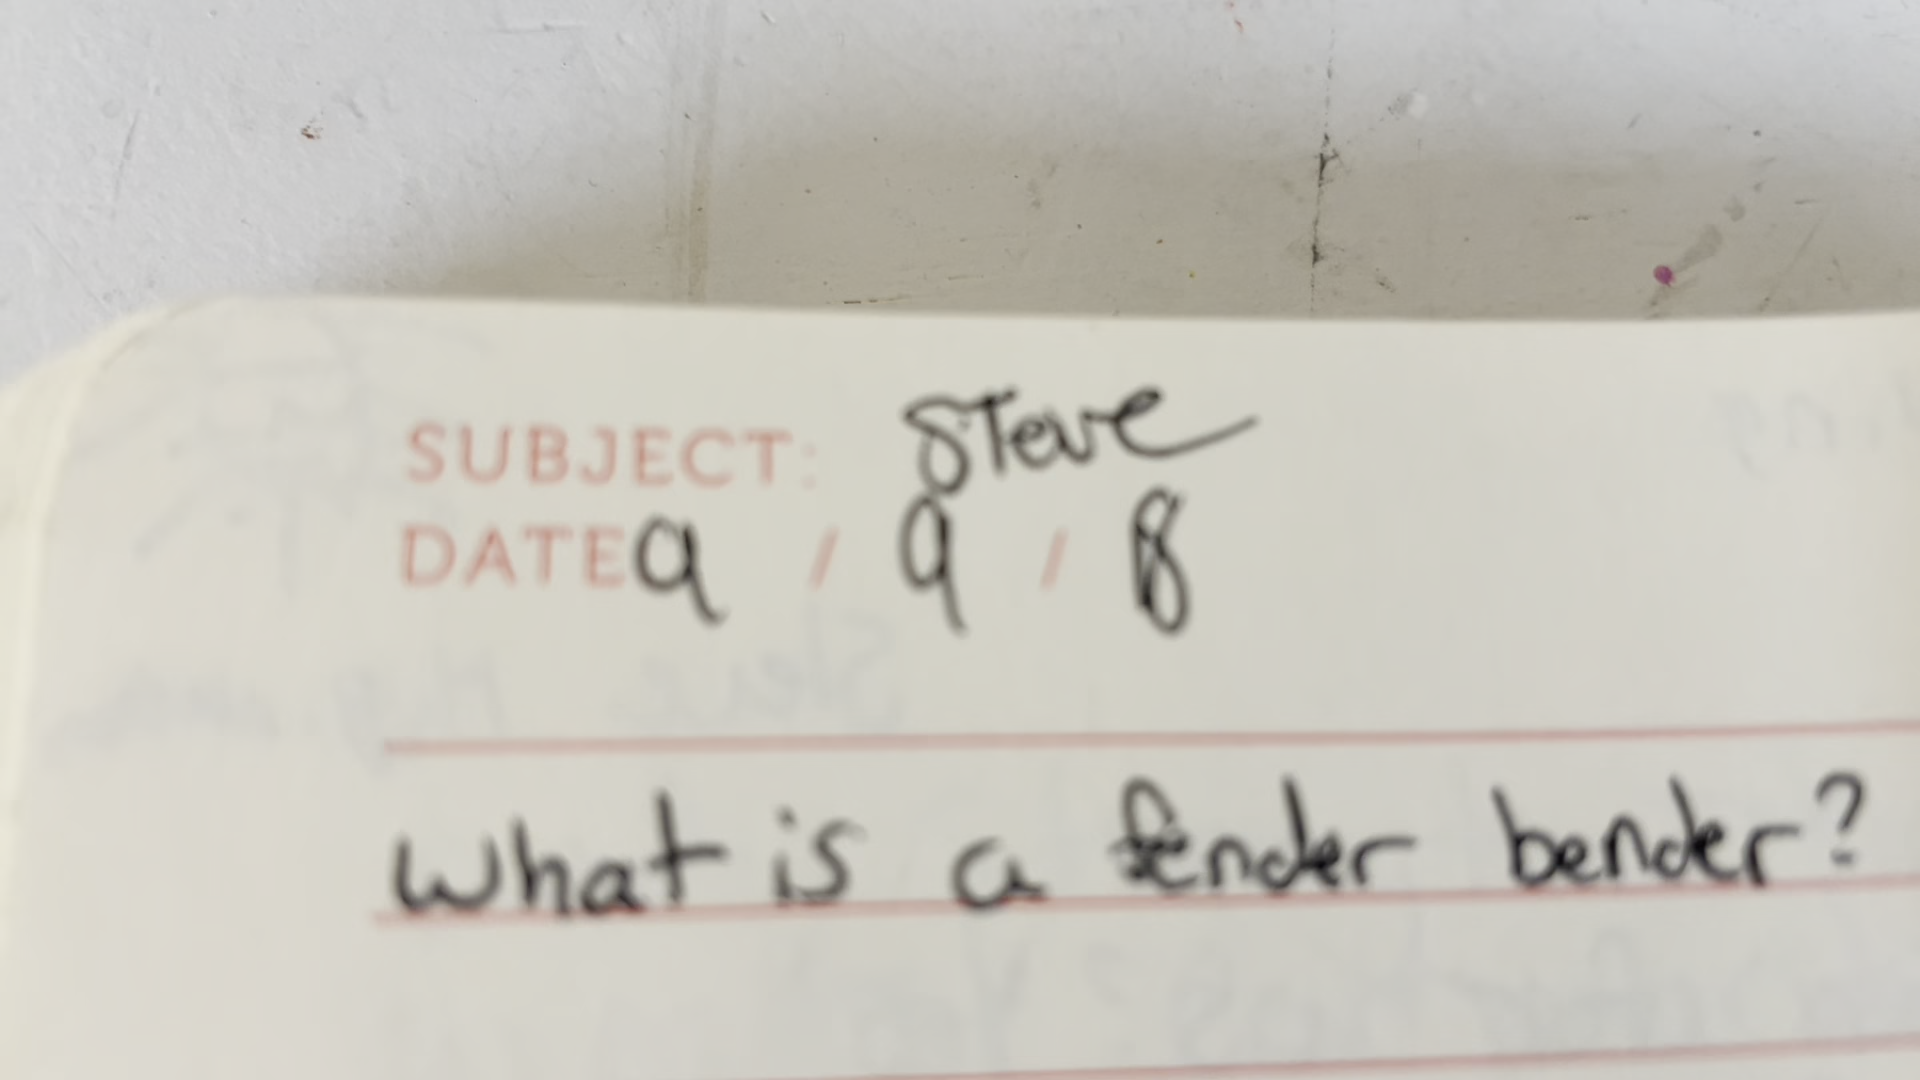 SUBJECT: Steve
DATE 9 / 9 / 8
What is a fender bender?